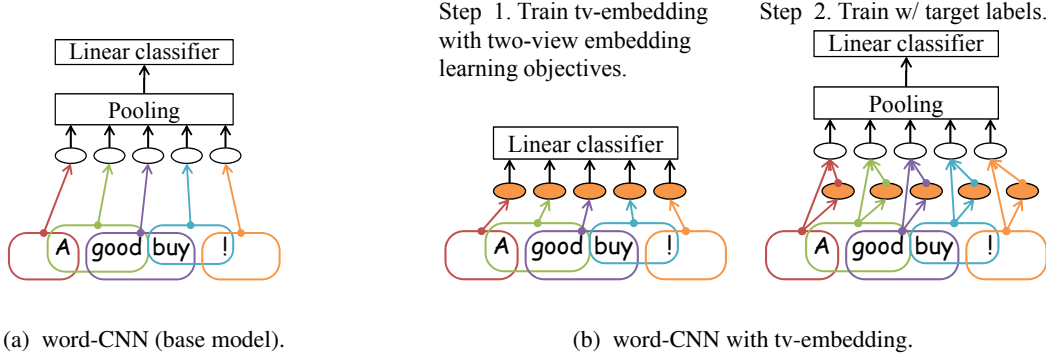 Linear classifier
Pooling
A good buy !
(a) word-CNN (base model).
Step 1. Train tv-embedding
with two-view embedding
learning objectives.
Linear classifier
A good buy !
Step 2. Train w/ target labels.
Linear classifier
Pooling
A good buy !
(b) word-CNN with tv-embedding.